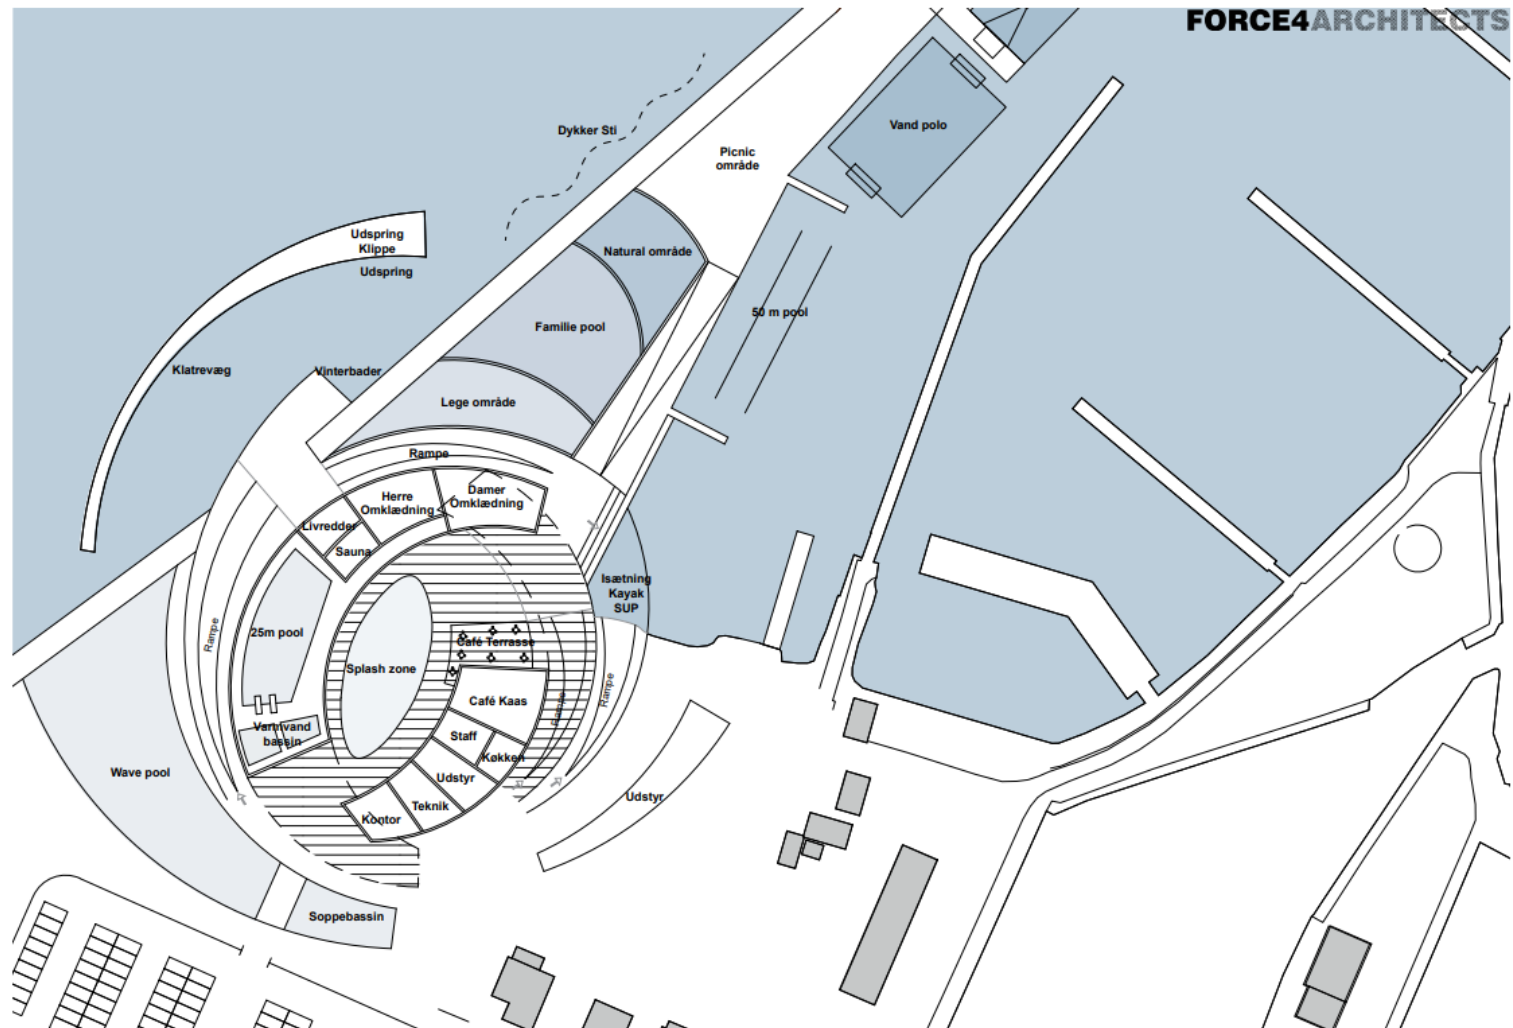 FORCE4ARCHITECTS
Vand polo
Dykker Sti
Picnic
område
Udspring
Klippe
Udspring
Natural område
50 m pool
Familie pool
Klatrevæg
Vinterbader
Lege område
Rampe
Herre
Omklædning
Damer
Omklædning
Livredder
Sauna
Isætning
Kayak
SUP
Rampe
25m pool
Café Terrasse
Splash zone
Café Kaas
Rampe
Rampe
Varmvand
bassin
Staff
Køkken
Wave pool
Udstyr
Udstyr
Teknik
Kontor
Soppebassin